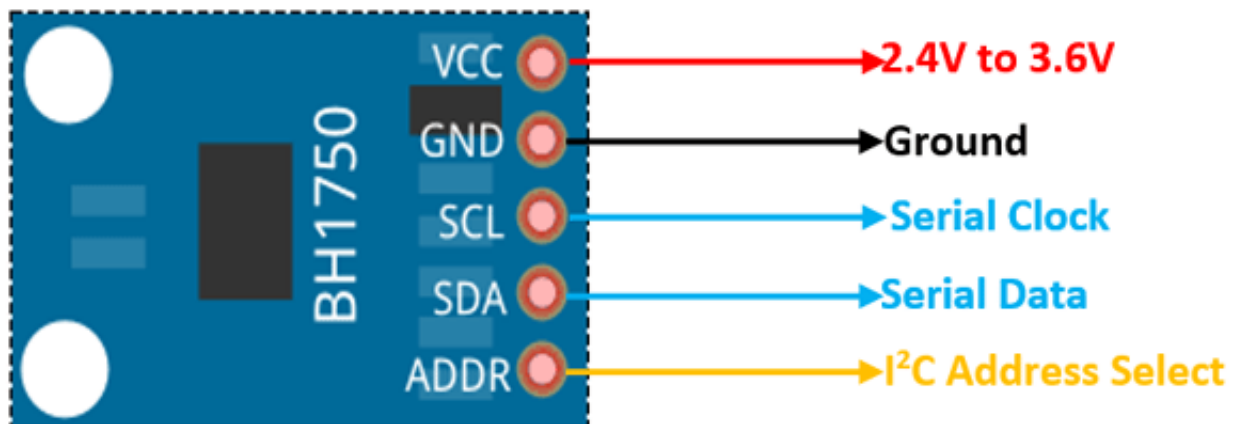 VCC 2.4V to 3.6V
GND Ground
SCL Serial Clock
SDA Serial Data
ADDR I²C Address Select
BH1750